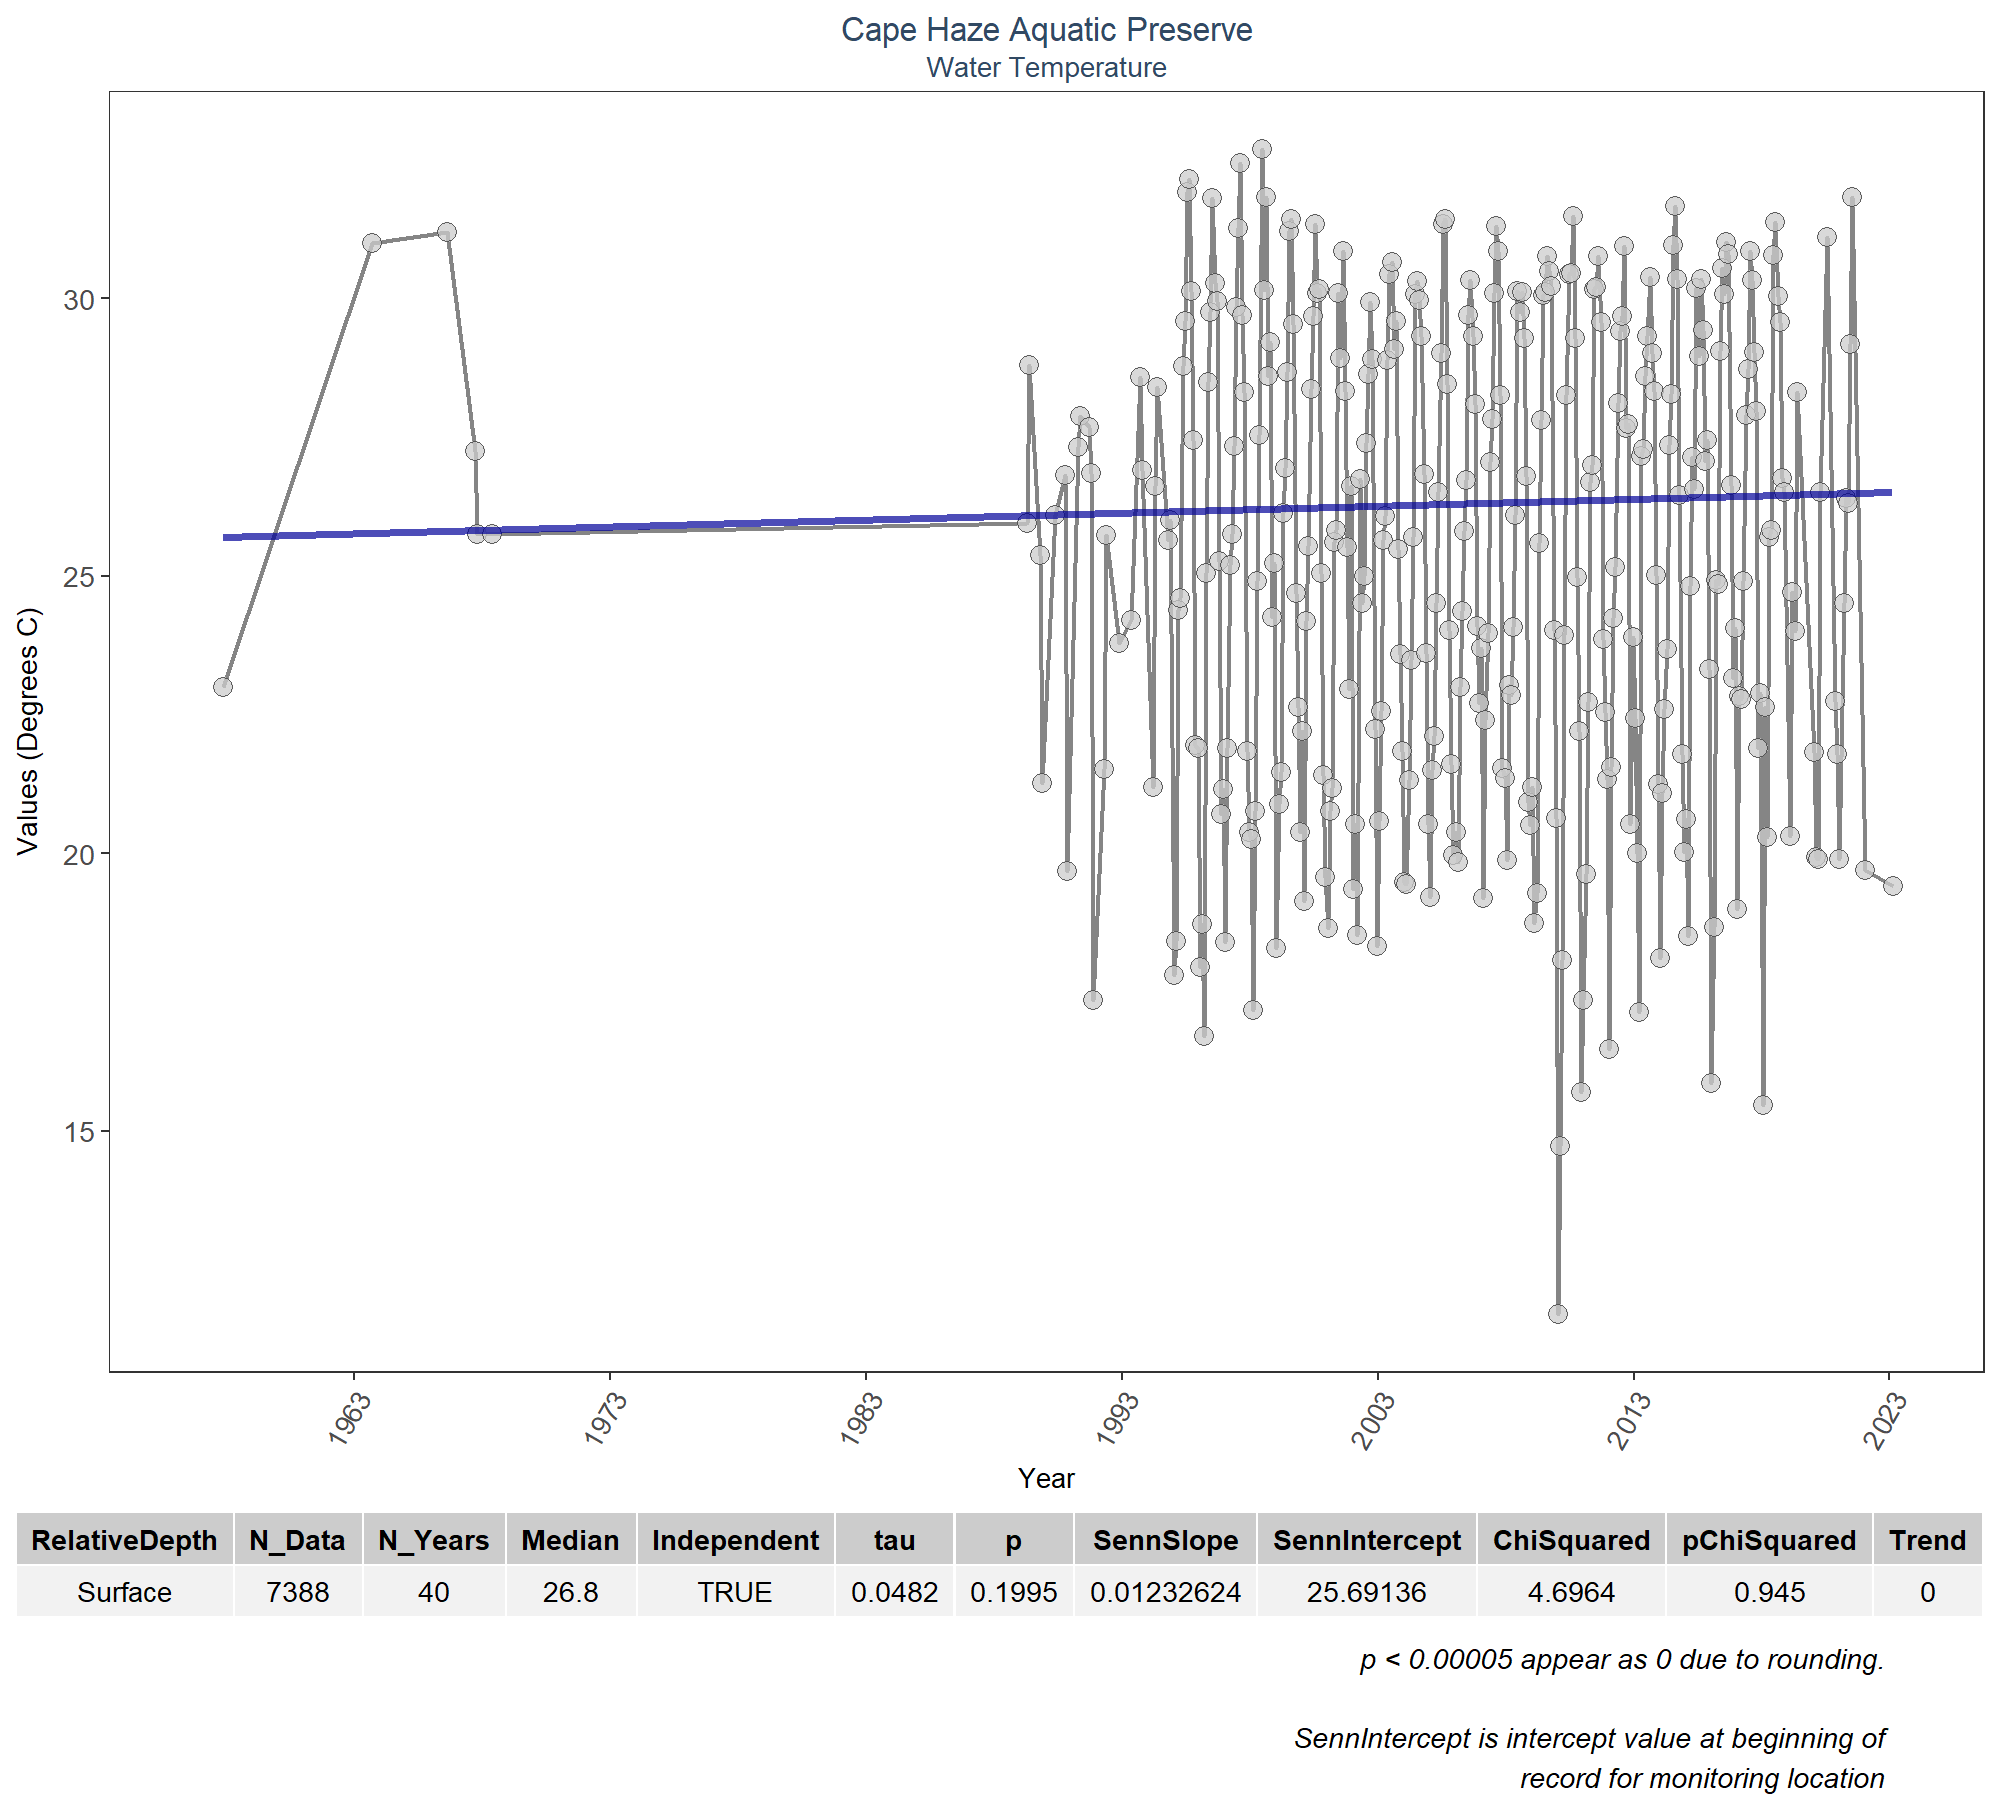 Cape Haze Aquatic Preserve
Water Temperature
Values (Degrees C)
30
25
20
15
1963 1973 1983 1993 2003 2013 2023
Year
RelativeDepth N_Data N_Years Median Independent tau p SennSlope SennIntercept ChiSquared pChiSquared Trend
Surface 7388 40 26.8 TRUE 0.0482 0.1995 0.01232624 25.69136 4.6964 0.945 0
p < 0.00005 appear as 0 due to rounding.
SennIntercept is intercept value at beginning of
record for monitoring location